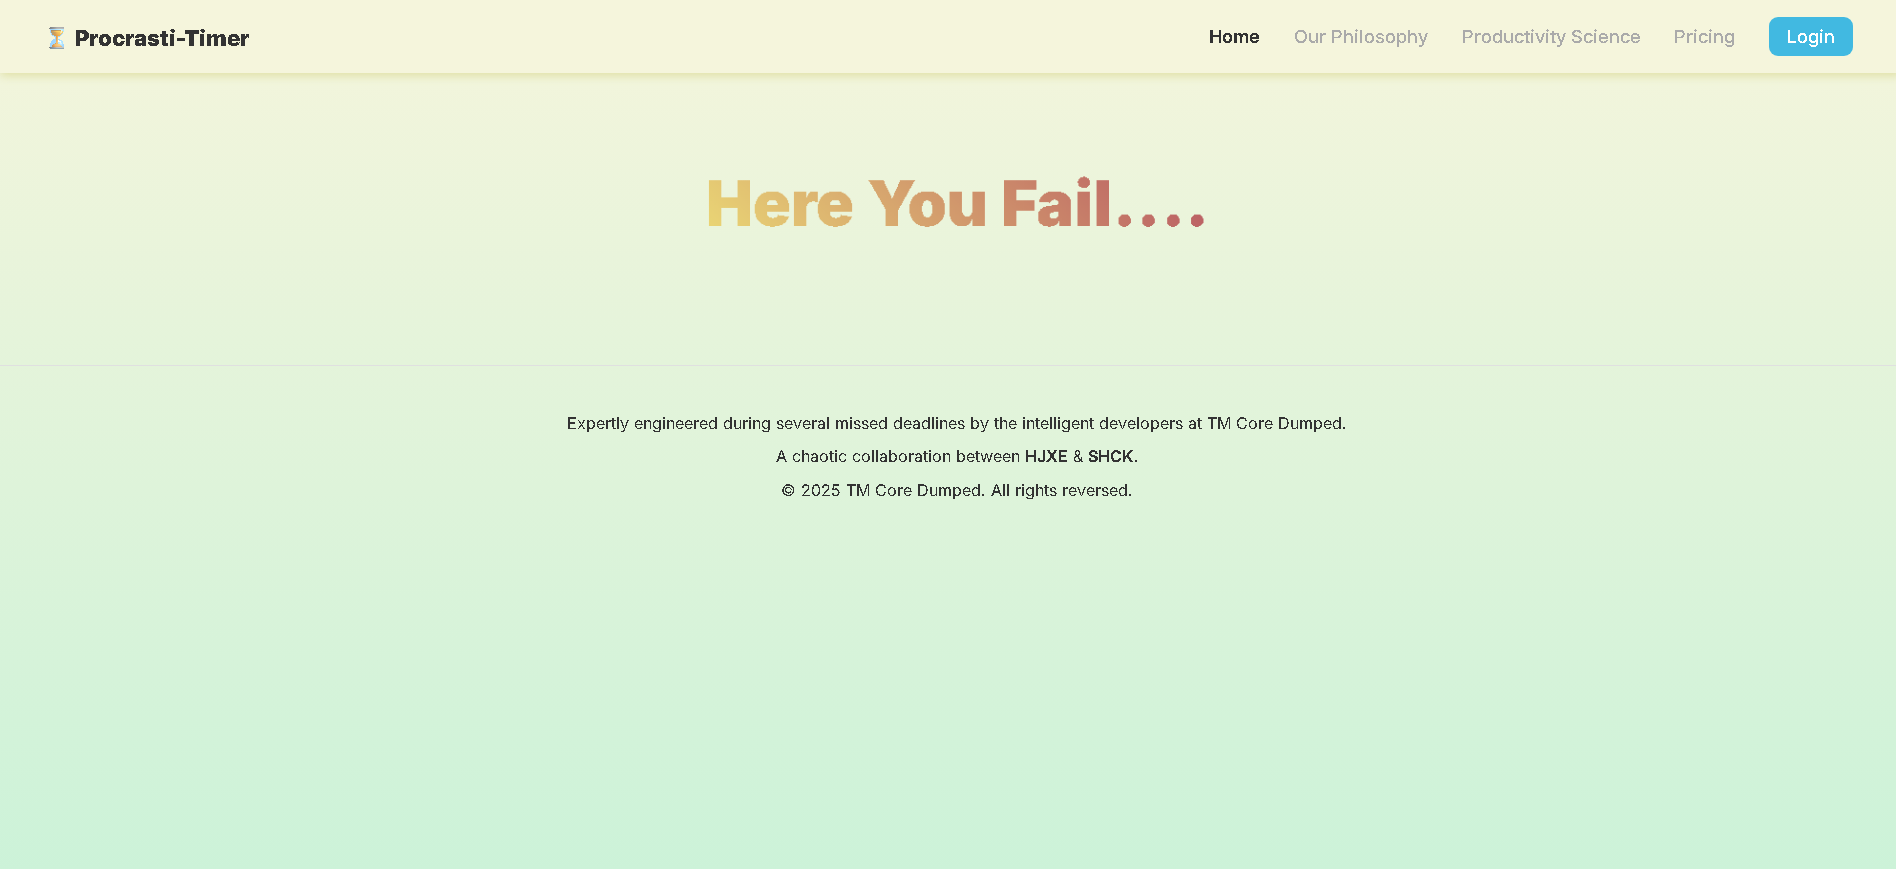 ⏳ Procrasti-Timer
Home Our Philosophy Productivity Science Pricing Login
Here You Fail....
Expertly engineered during several missed deadlines by the intelligent developers at TM Core Dumped.
A chaotic collaboration between HJXE & SHCK.
© 2025 TM Core Dumped. All rights reversed.